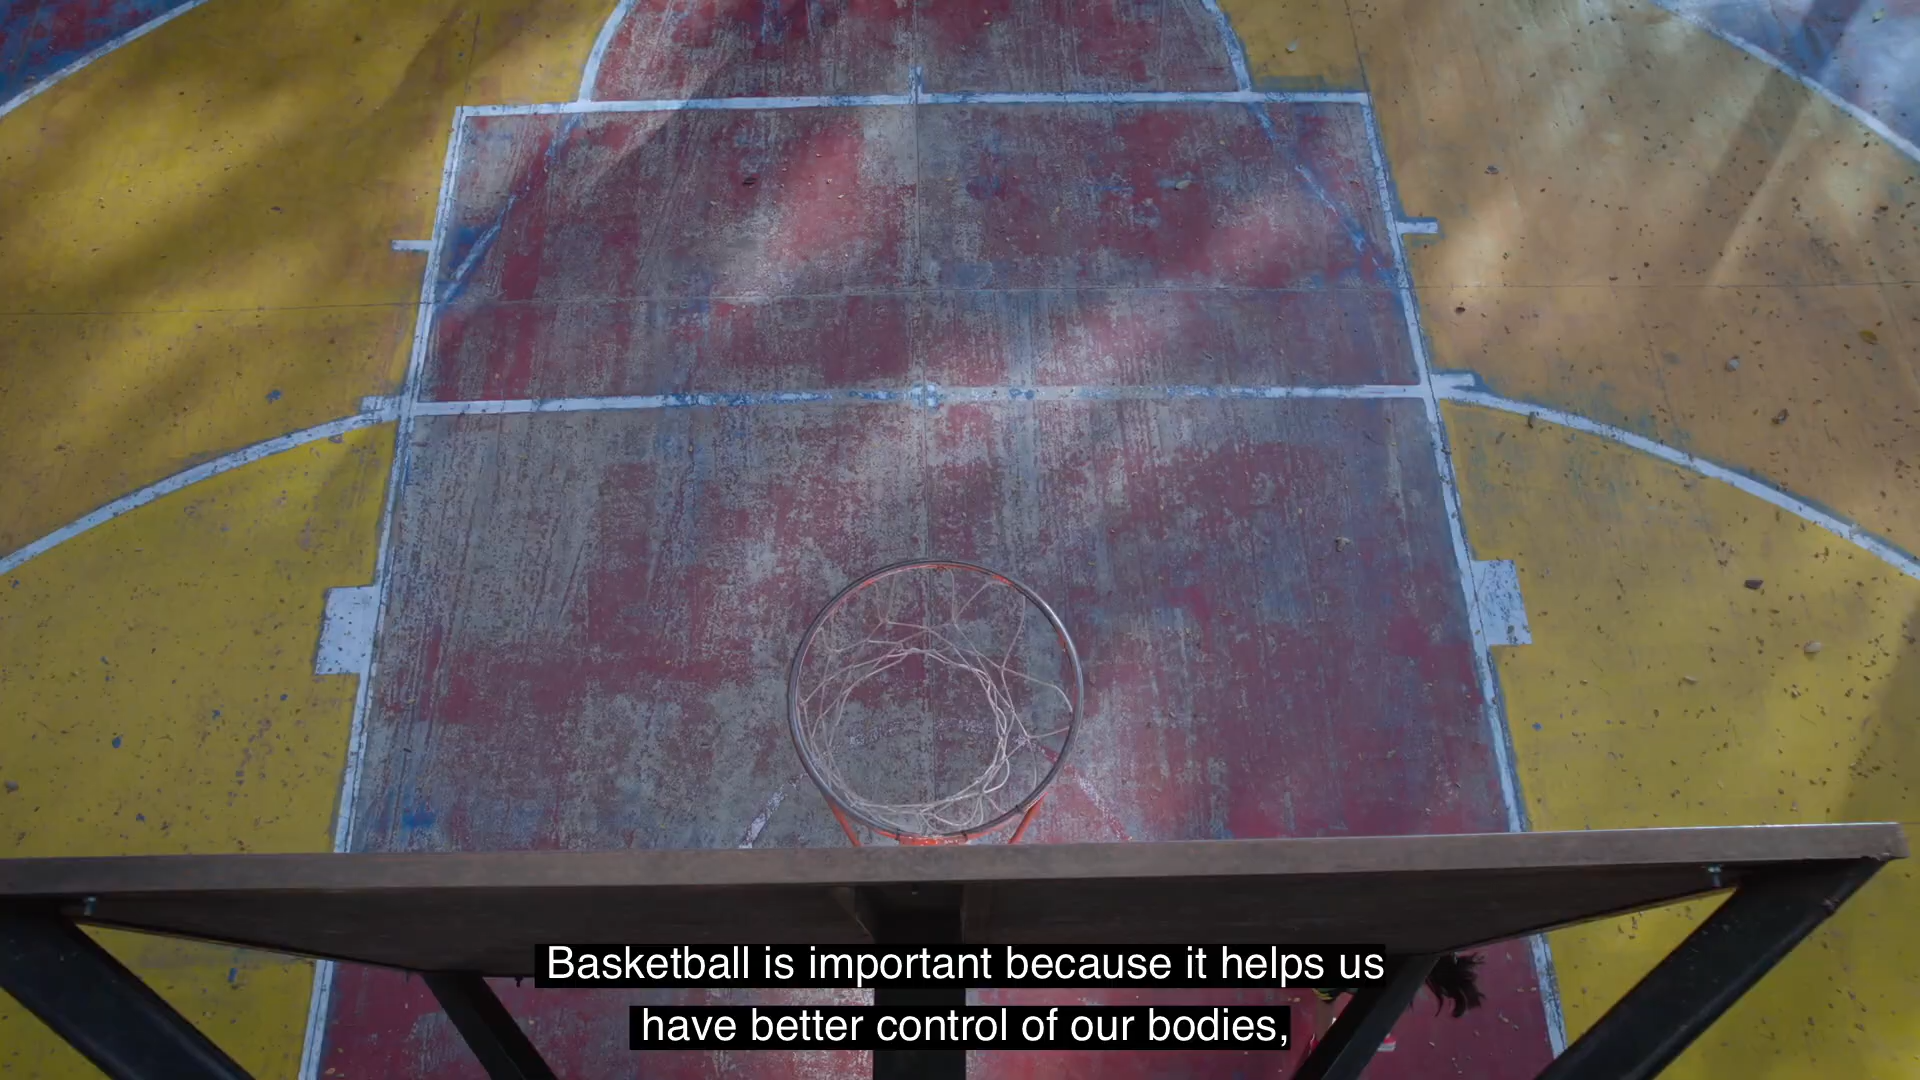 Basketball is important because it helps us
have better control of our bodies,